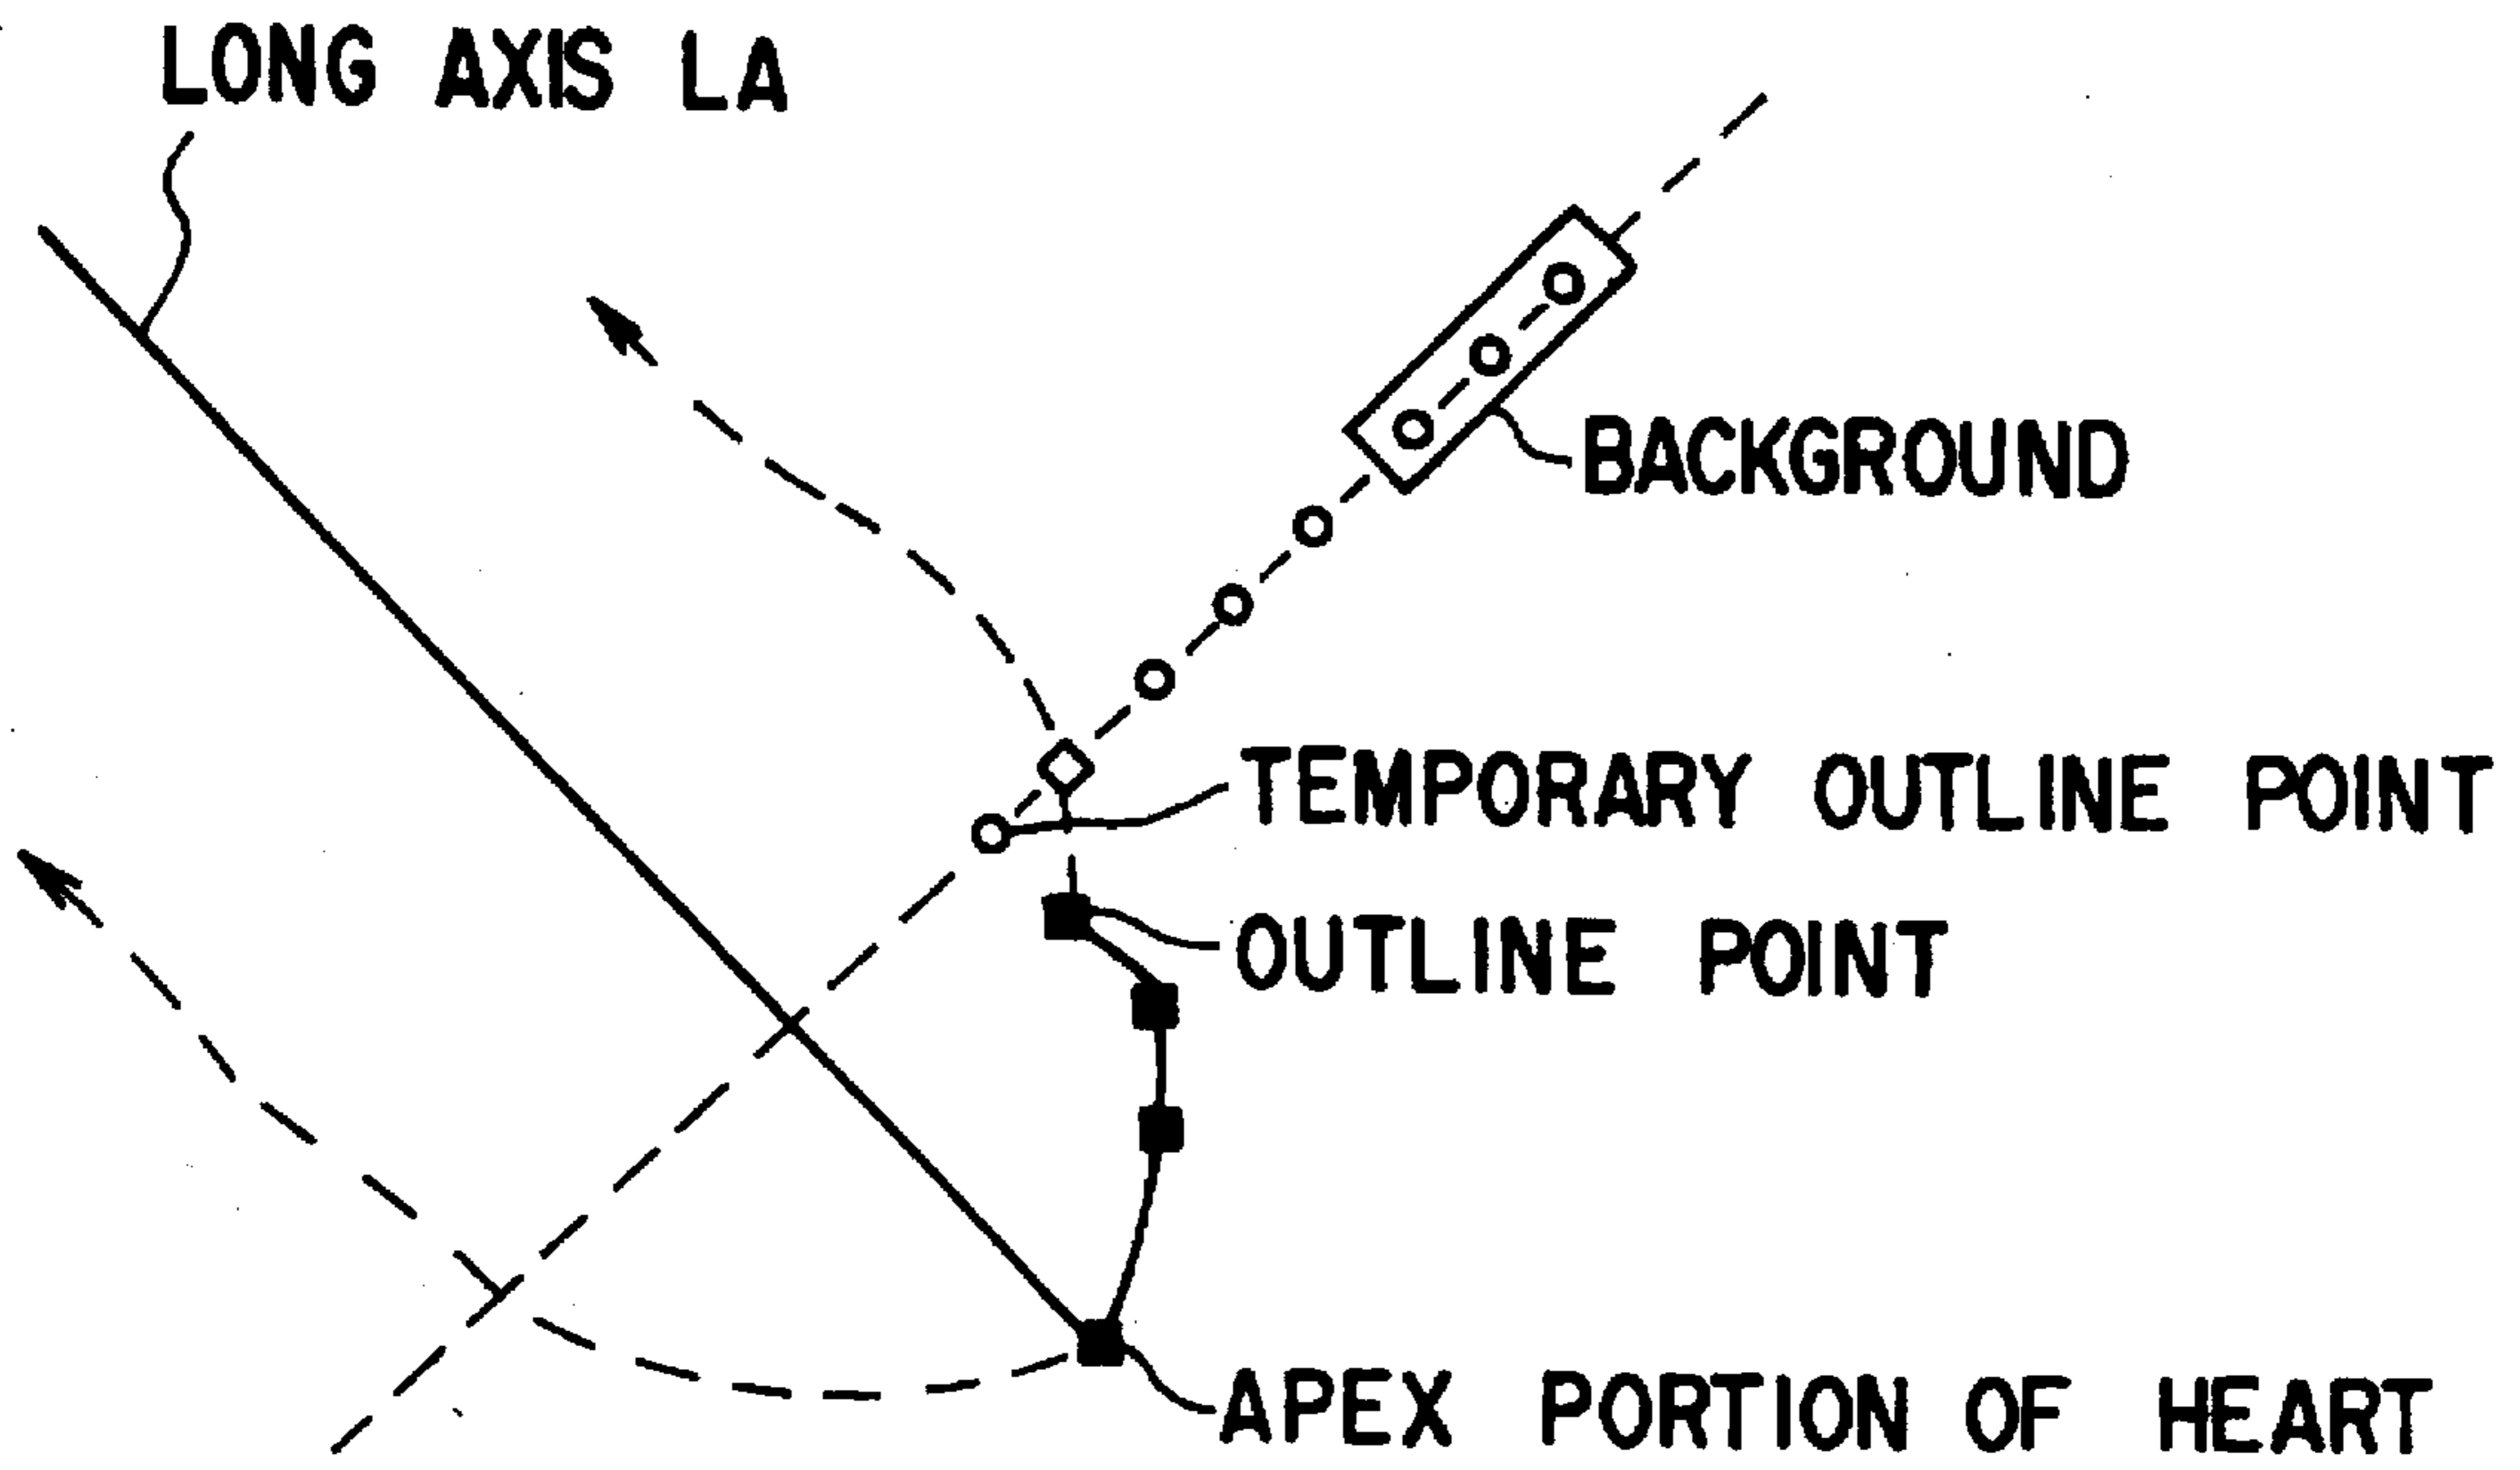 LONG AXIS LA
BACKGROUND
TEMPORARY OUTLINE POINT
OUTLINE POINT
APEX PORTION OF HEART